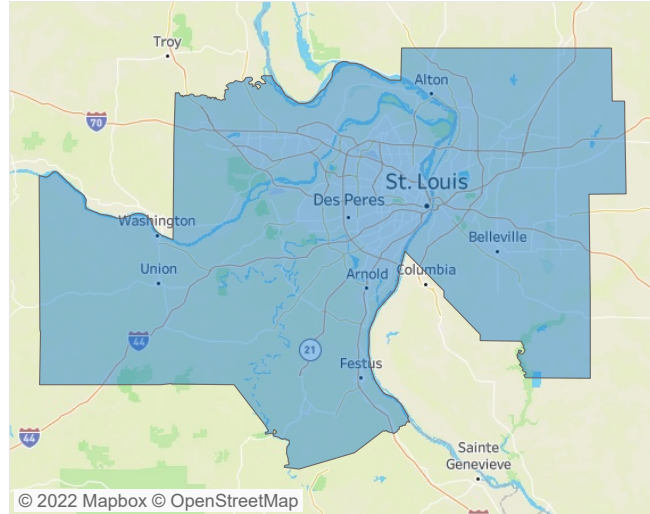 Troy
Alton
70
St. Louis
Des Peres
Washington
Belleville
Union
Arnold
Columbia
44
21
Festus
44
Sainte
Genevieve
© 2022 Mapbox © OpenStreetMap